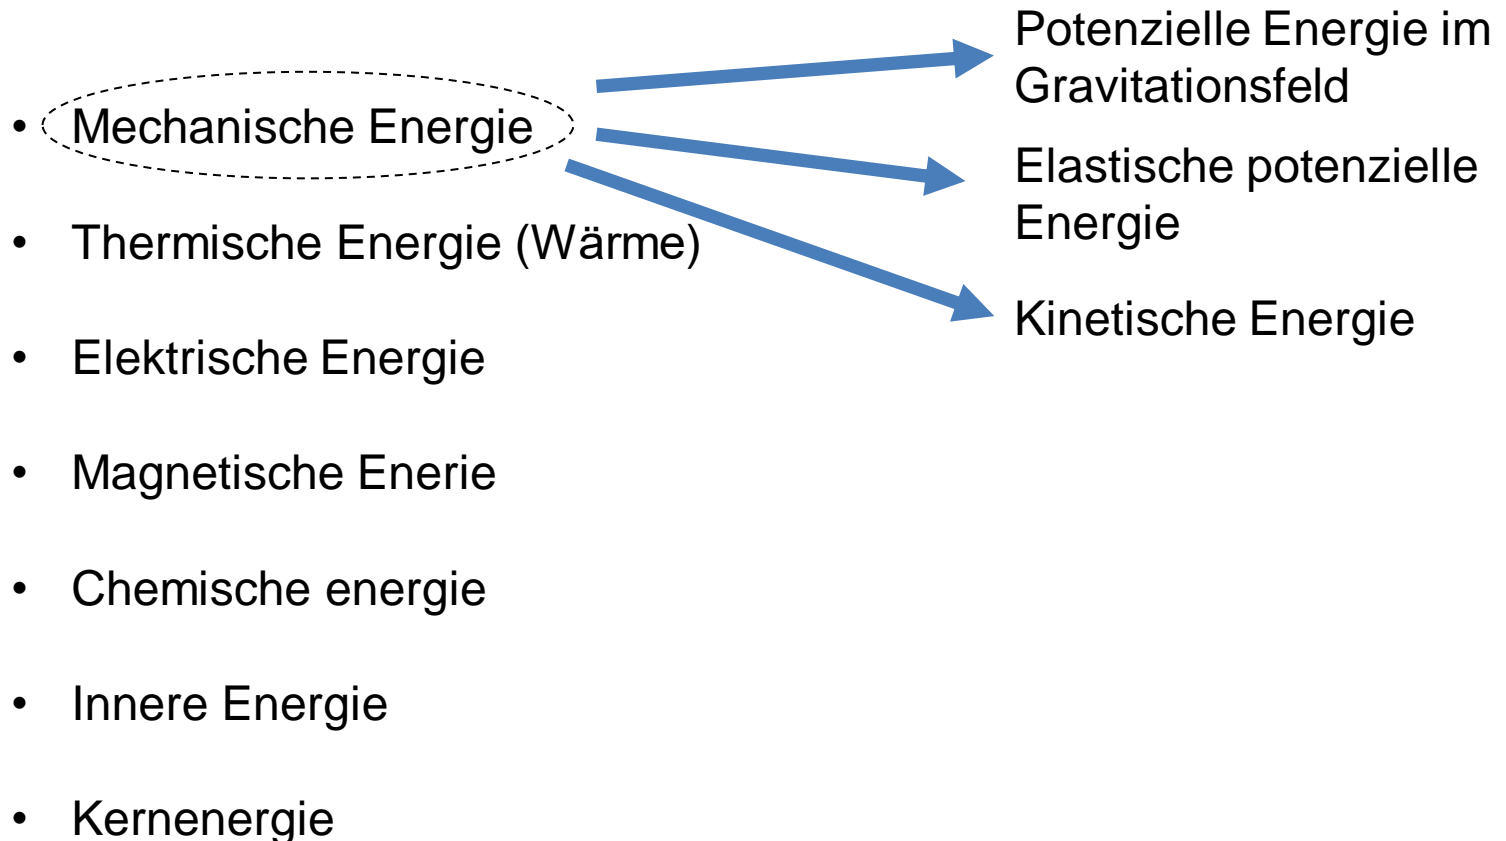 • Mechanische Energie
• Thermische Energie (Wärme)
• Elektrische Energie
• Magnetische Enerie
• Chemische energie
• Innere Energie
• Kernenergie
Potenzielle Energie im
Gravitationsfeld
Elastische potenzielle
Energie
Kinetische Energie